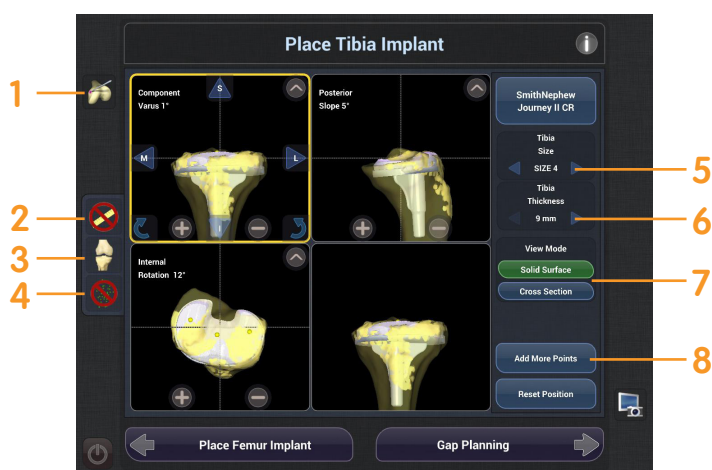 Place Tibia Implant
i
1
2
3
4
Component
Varus 1°
S
M
L
I
Posterior
Slope 5°
Internal
Rotation 12°
SmithNephew
Journey II CR
Tibia
Size
SIZE 4
Tibia
Thickness
9 mm
View Mode
Solid Surface
Cross Section
Add More Points
Reset Position
5
6
7
8
Place Femur Implant
Gap Planning